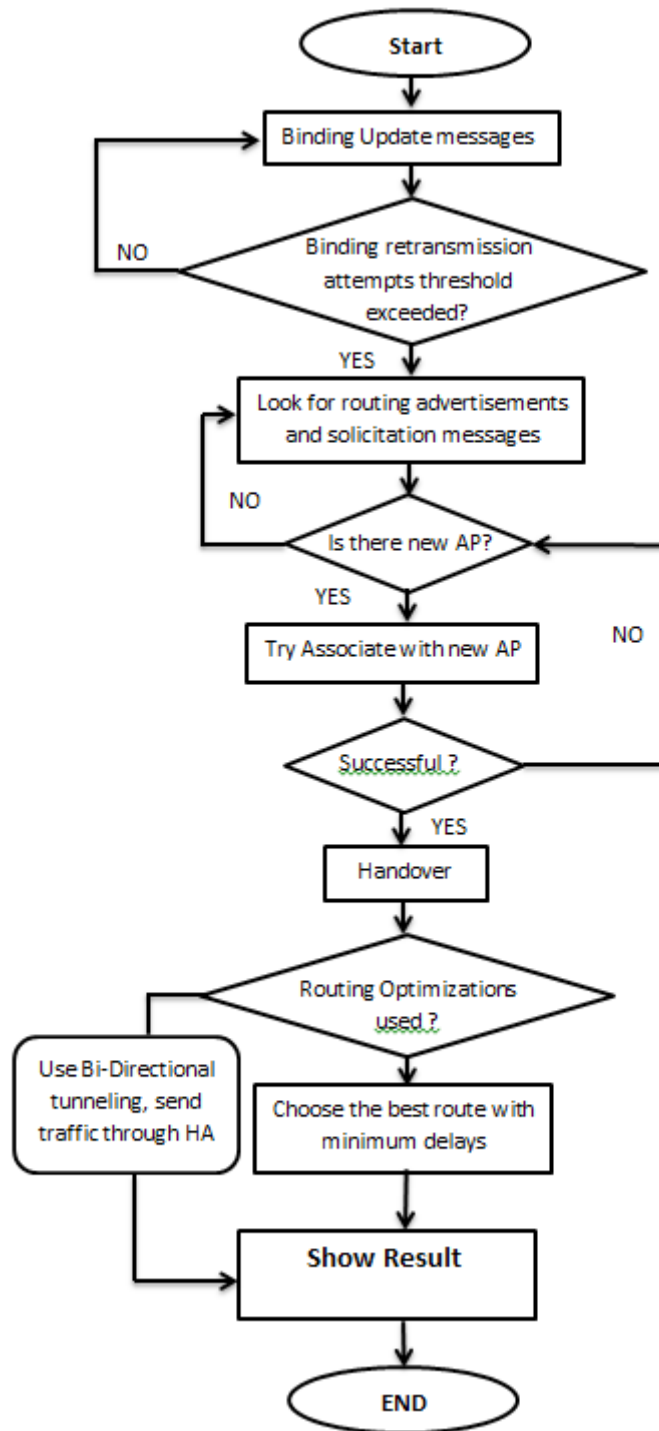 Start
Binding Update messages
NO
Binding retransmission
attempts threshold
exceeded?
YES
Look for routing advertisements
and solicitation messages
NO
Is there new AP?
YES
NO
Try Associate with new AP
Successful ?
YES
Handover
Routing Optimizations
used ?
Use Bi-Directional
tunneling, send
traffic through HA
Choose the best route with
minimum delays
Show Result
END